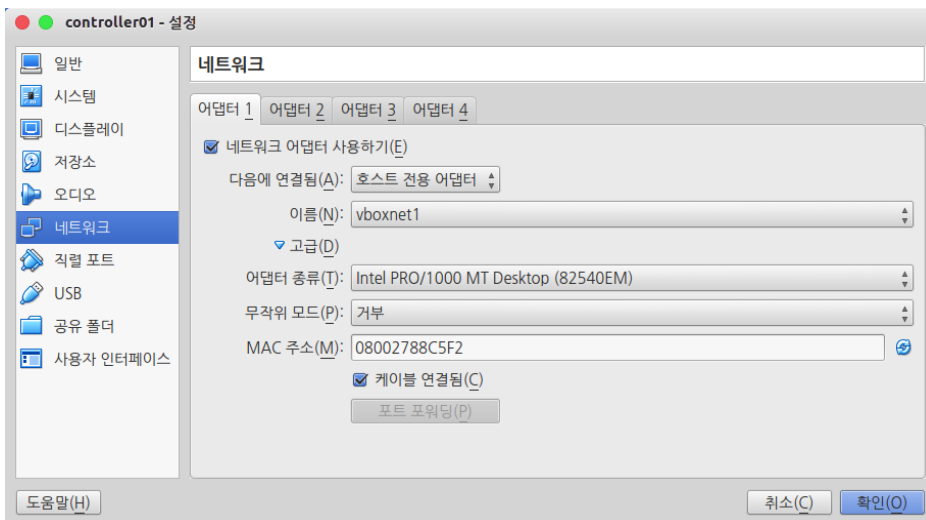 controller01 - 설정
일반
시스템
디스플레이
저장소
오디오
네트워크
직렬 포트
USB
공유 폴더
사용자 인터페이스
네트워크
어댑터 1 어댑터 2 어댑터 3 어댑터 4
네트워크 어댑터 사용하기(E)
다음에 연결됨(A): 호스트 전용 어댑터
이름(N): vboxnet1
고급(D)
어댑터 종류(T): Intel PRO/1000 MT Desktop (82540EM)
무작위 모드(P): 거부
MAC 주소(M): 08002788C5F2
케이블 연결됨(C)
포트 포워딩(P)
도움말(H) 취소(C) 확인(O)